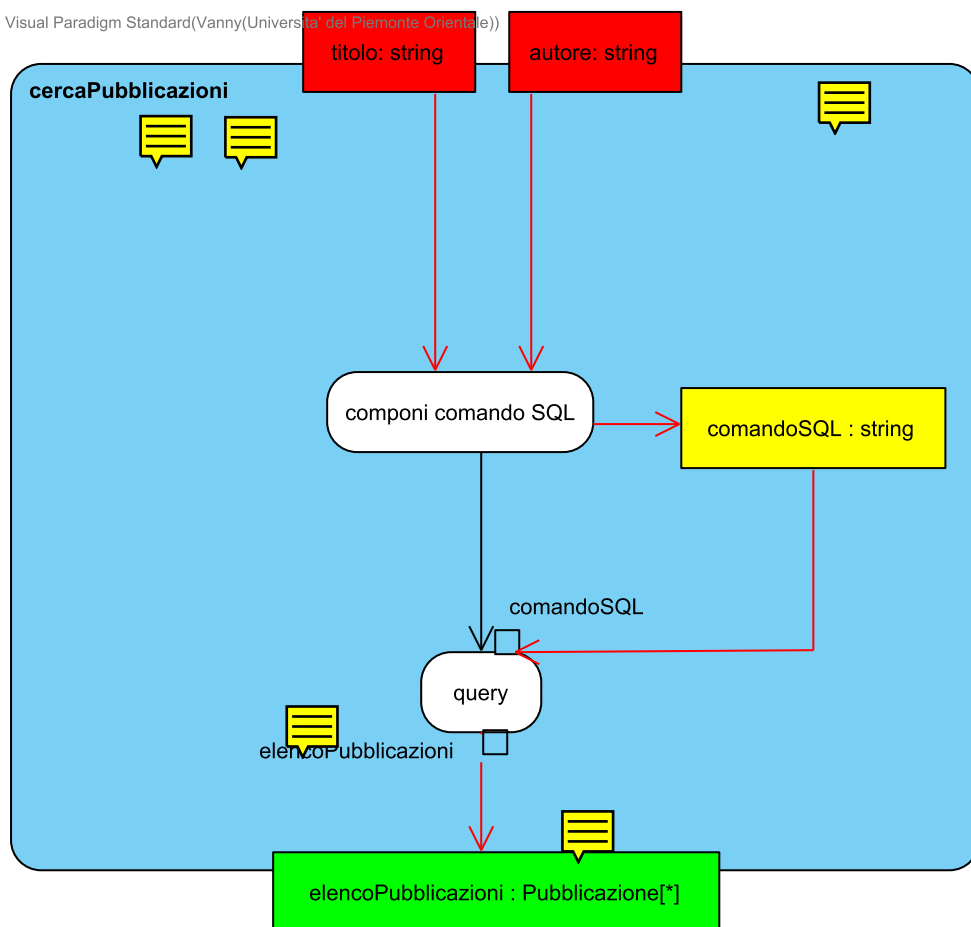 Visual Paradigm Standard(Vanny(Universita' del Piemonte Orientale))
titolo: string
autore: string
cercaPubblicazioni
componi comando SQL
comandoSQL : string
comandoSQL
query
elencoPubblicazioni
elencoPubblicazioni : Pubblicazione[*]